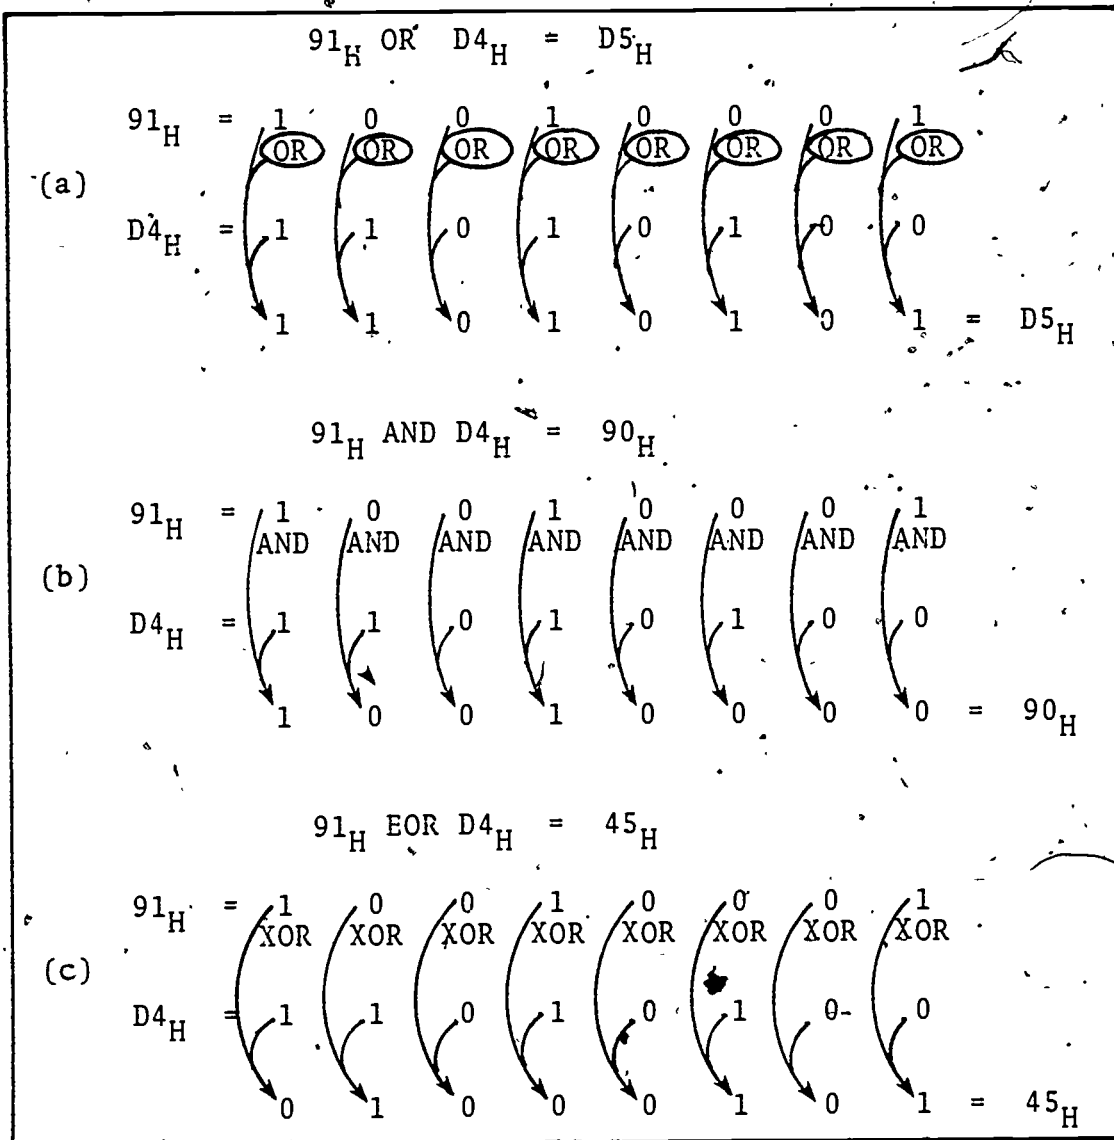 91H OR D4H = D5H
91H = 1 0 0 1 0 0 0 1
OR OR OR OR OR OR OR OR
(a)
D4H = 1 1 0 1 0 1 0 0
1 1 0 1 0 1 0 1 = D5H
91H AND D4H = 90H
91H = 1 0 0 1 0 0 0 1
AND AND AND AND AND AND AND AND
(b)
D4H = 1 1 0 1 0 1 0 0
1 0 0 1 0 0 0 0 = 90H
91H EOR D4H = 45H
91H = 1 0 0 1 0 0 0 1
XOR XOR XOR XOR XOR XOR XOR XOR
(c)
D4H = 1 1 0 1 0 1 0 0
0 1 0 0 0 1 0 1 = 45H